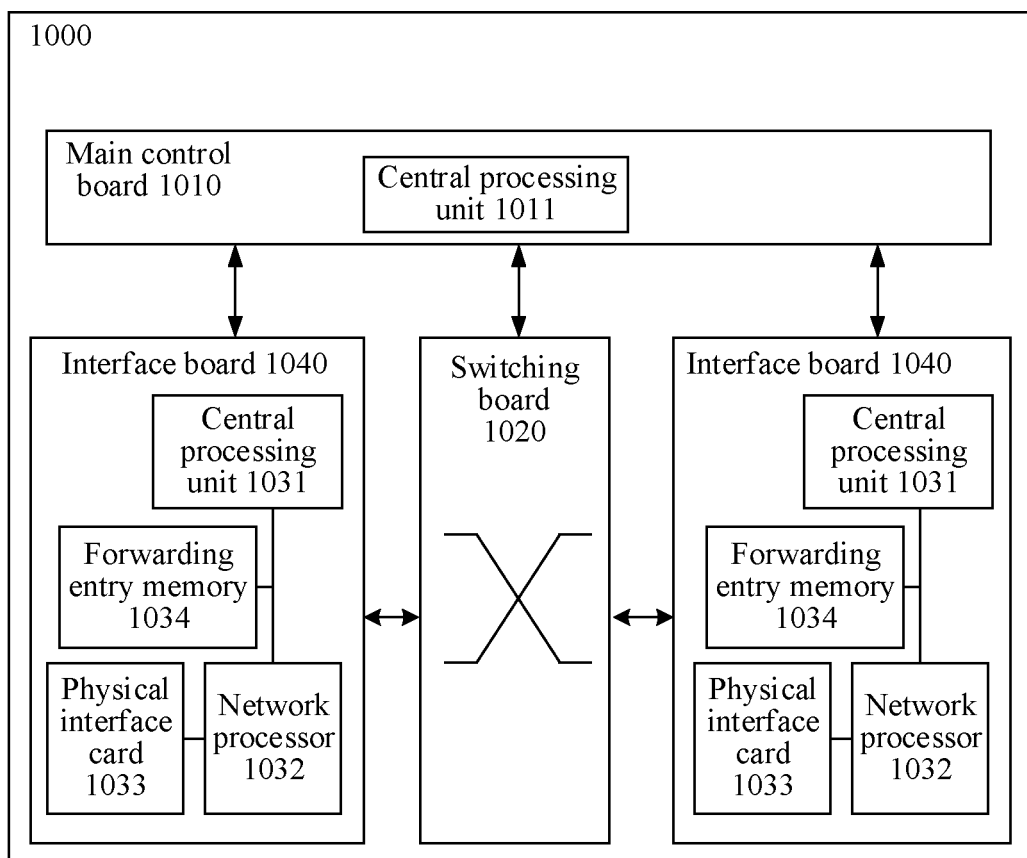 1000
Main control
board 1010
Central processing
unit 1011
Interface board 1040
Central
processing
unit 1031
Forwarding
entry memory
1034
Physical
interface
card
1033
Network
processor
1032
Switching
board
1020
Interface board 1040
Central
processing
unit 1031
Forwarding
entry memory
1034
Physical
interface
card
1033
Network
processor
1032